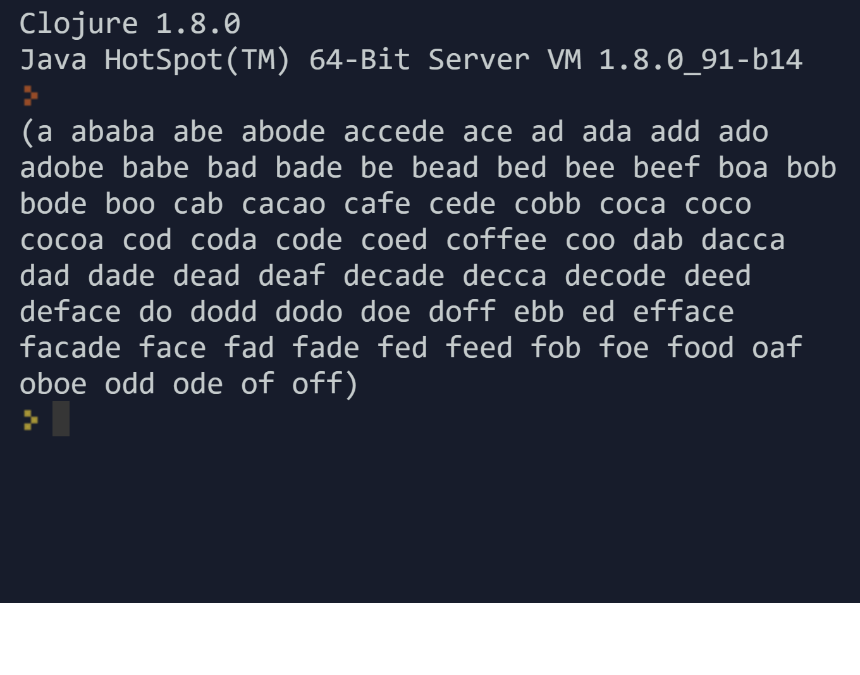 Clojure 1.8.0
Java HotSpot(TM) 64-Bit Server VM 1.8.0_91-b14
>
(a ababa abe abode accede ace ad ada add ado
adobe babe bad bade be bead bed bee beef boa bob
bode boo cab cacao cafe cede cobb coca coco
cocoa cod coda code coed coffee coo dab dacca
dad dade dead deaf decade decca decode deed
deface do dodd dodo doe doff ebb ed efface
facade face fad fade fed feed fob foe food oaf
oboe odd ode of off)
>